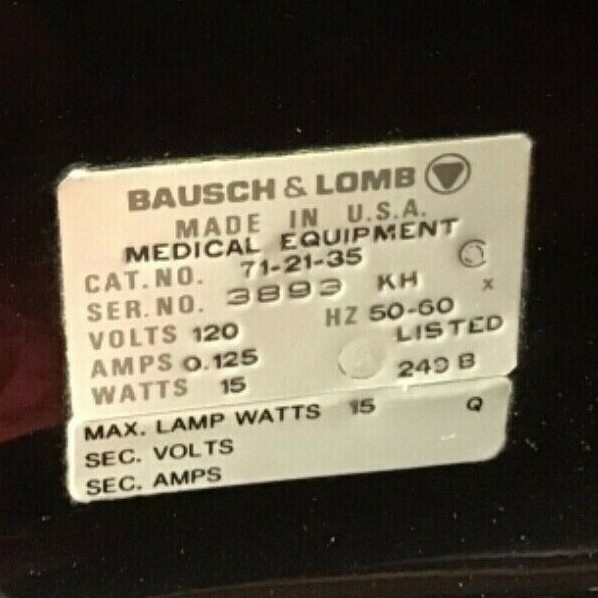 BAUSCH & LOMB
MADE IN U.S.A.
MEDICAL EQUIPMENT
CAT.NO. 71-21-35
SER.NO. 3893 KH x
VOLTS 120 HZ 50-60
AMPS 0.125 LISTED
WATTS 15 249 B
MAX. LAMP WATTS 15 Q
SEC. VOLTS
SEC. AMPS